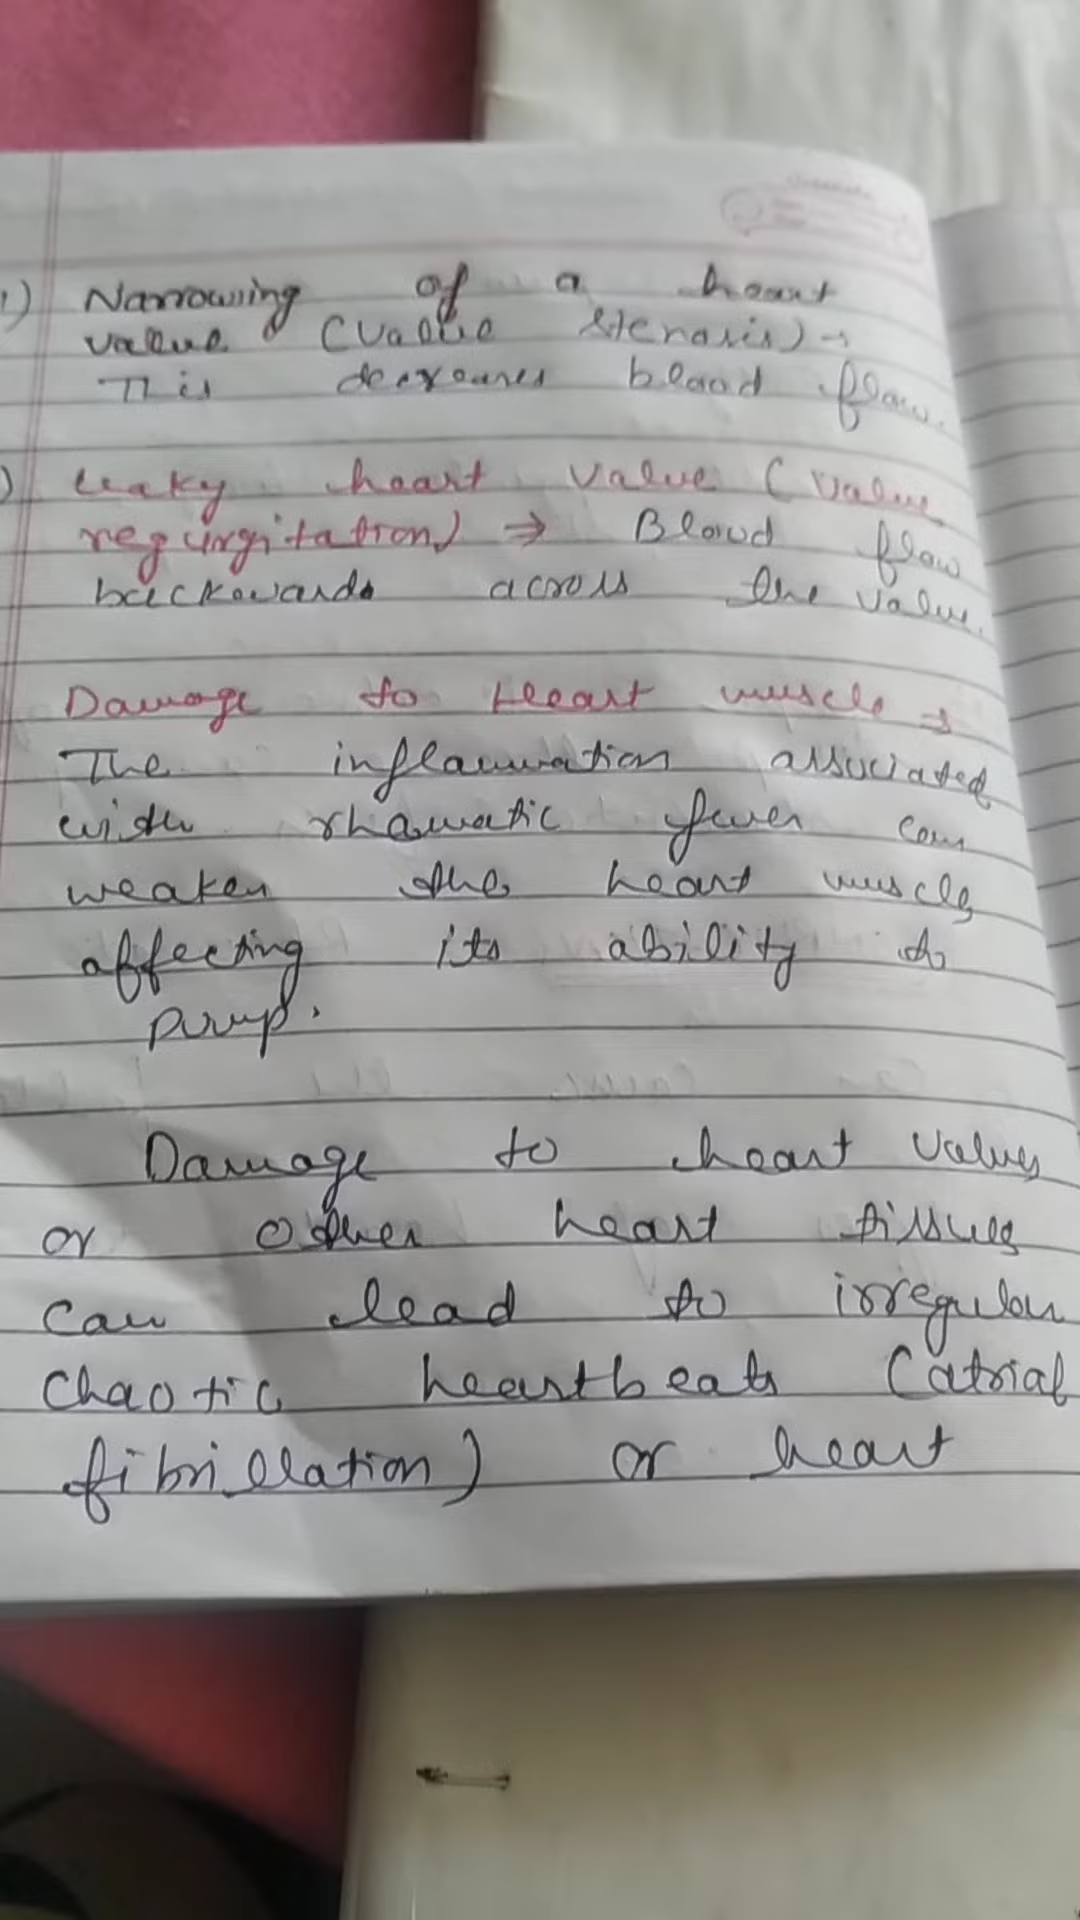 1) Narrowing of a heart
valve (Valve stenosis) →
This decreases blood flow.
) Leaky heart valve (valve
regurgitation) ⇒ Blood flow
backwards across the valve.
Damage to Heart muscle ⇒
The inflammation associated
with rhamatic fever can
weaken the heart muscle
affecting its ability to
pump.
Damage to heart valves
or other heart tissues
can lead to irregular
chaotic heartbeats (atrial
fibrillation) or heart